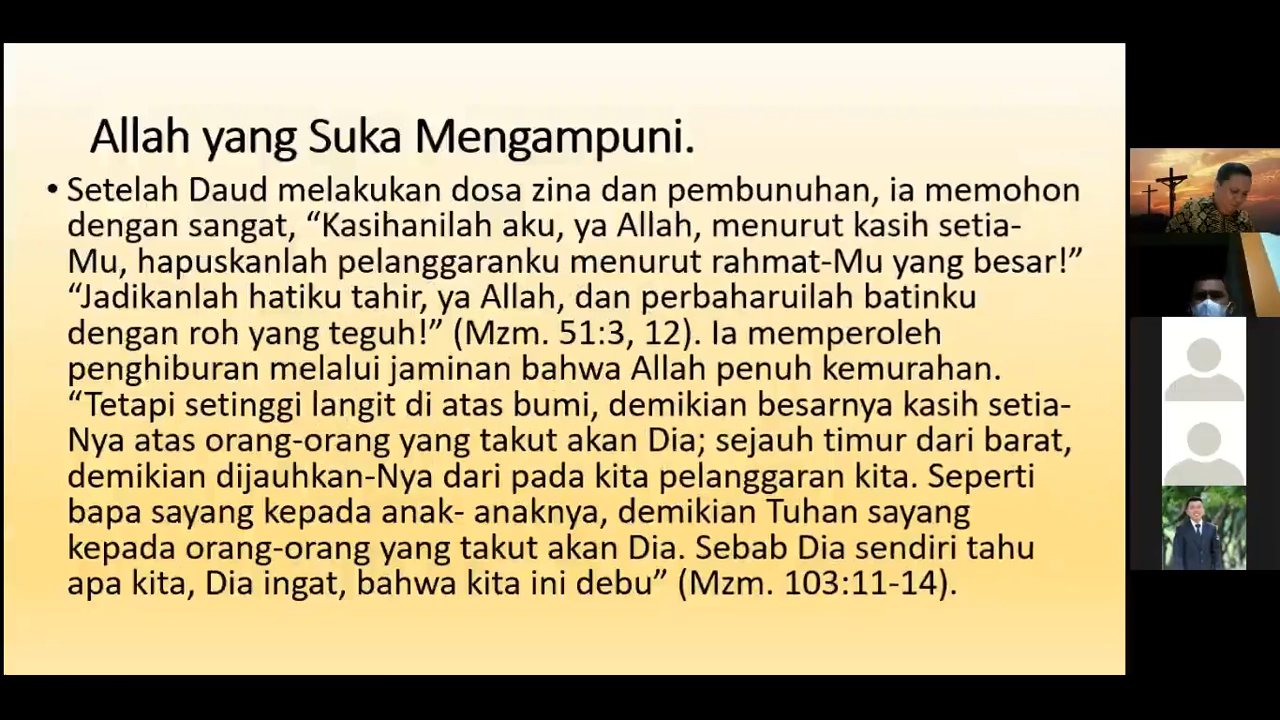 Allah yang Suka Mengampuni.
• Setelah Daud melakukan dosa zina dan pembunuhan, ia memohon
dengan sangat, “Kasihanilah aku, ya Allah, menurut kasih setia-
Mu, hapuskanlah pelanggaranku menurut rahmat-Mu yang besar!”
“Jadikanlah hatiku tahir, ya Allah, dan perbaharuilah batinku
dengan roh yang teguh!” (Mzm. 51:3, 12). Ia memperoleh
penghiburan melalui jaminan bahwa Allah penuh kemurahan.
“Tetapi setinggi langit di atas bumi, demikian besarnya kasih setia-
Nya atas orang-orang yang takut akan Dia; sejauh timur dari barat,
demikian dijauhkan-Nya dari pada kita pelanggaran kita. Seperti
bapa sayang kepada anak- anaknya, demikian Tuhan sayang
kepada orang-orang yang takut akan Dia. Sebab Dia sendiri tahu
apa kita, Dia ingat, bahwa kita ini debu” (Mzm. 103:11-14).